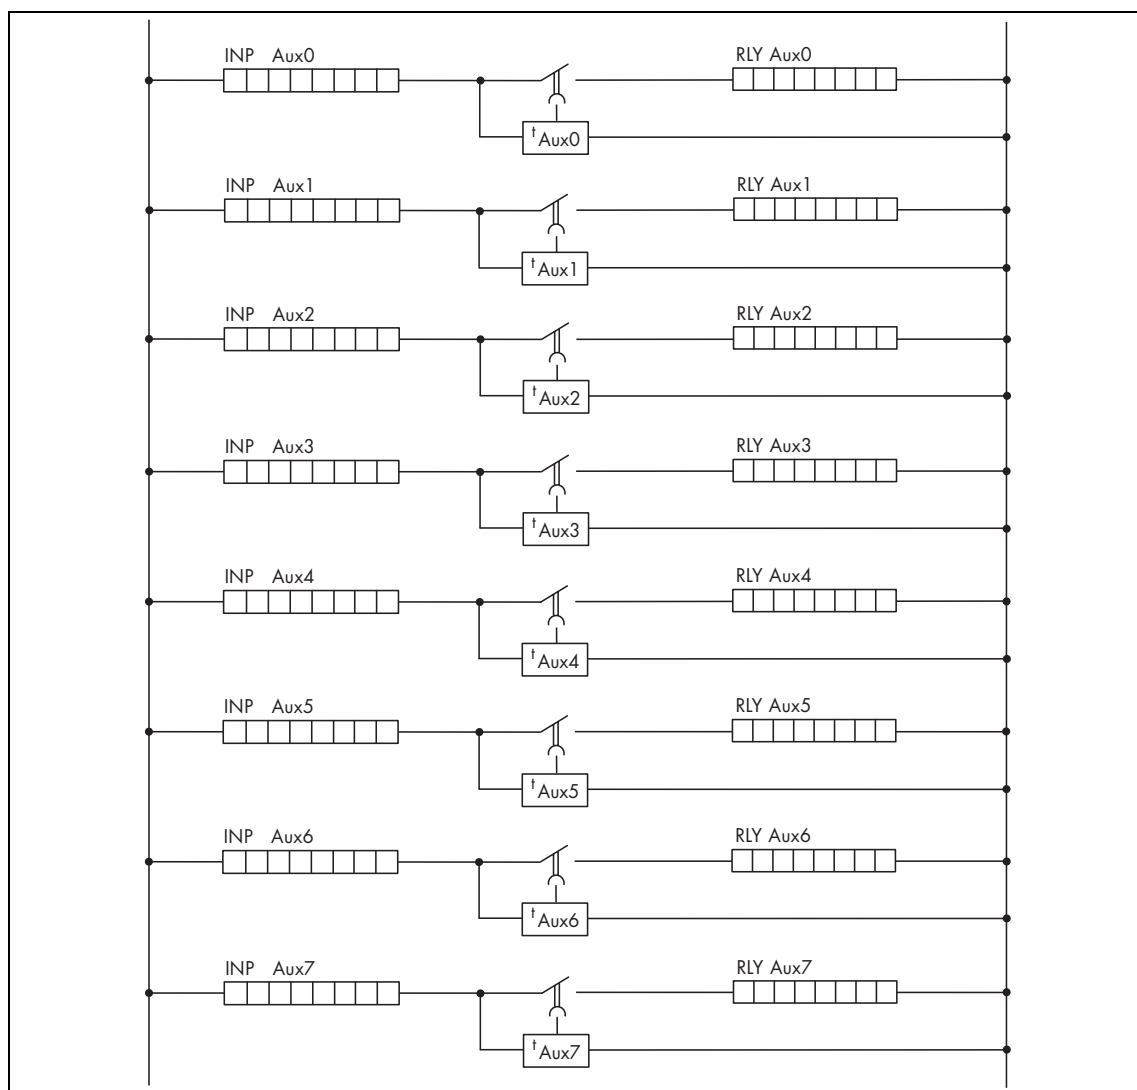 INP Aux0 RLY Aux0
tAux0
INP Aux1 RLY Aux1
tAux1
INP Aux2 RLY Aux2
tAux2
INP Aux3 RLY Aux3
tAux3
INP Aux4 RLY Aux4
tAux4
INP Aux5 RLY Aux5
tAux5
INP Aux6 RLY Aux6
tAux6
INP Aux7 RLY Aux7
tAux7